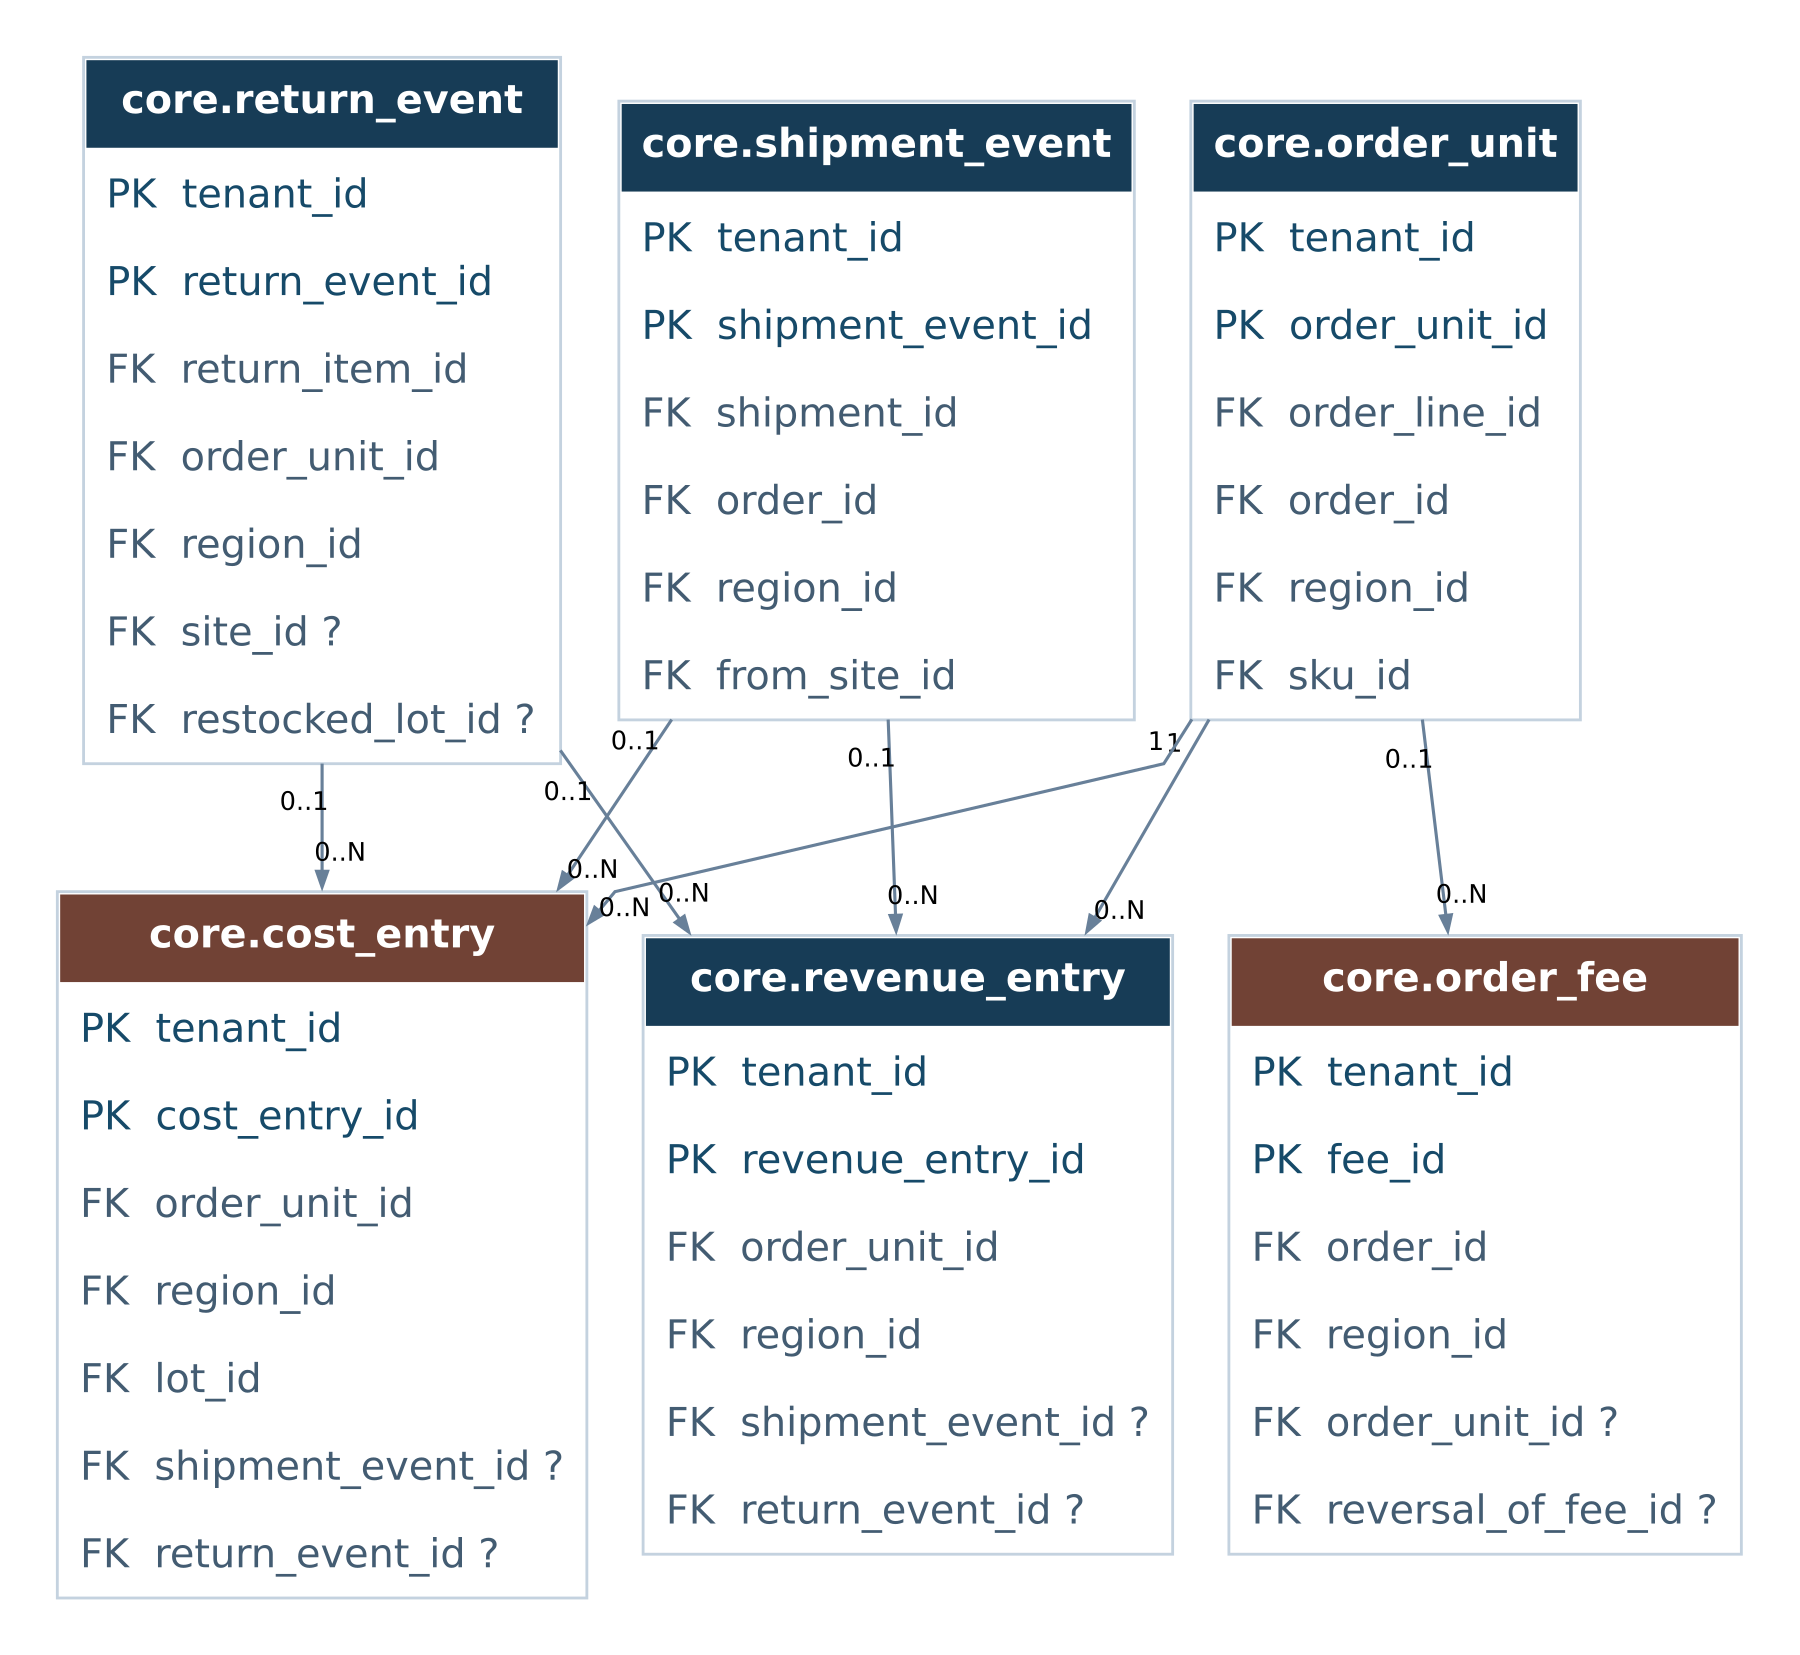 core.return_event
PK tenant_id
PK return_event_id
FK return_item_id
FK order_unit_id
FK region_id
FK site_id ?
FK restocked_lot_id ?
core.shipment_event
PK tenant_id
PK shipment_event_id
FK shipment_id
FK order_id
FK region_id
FK from_site_id
core.order_unit
PK tenant_id
PK order_unit_id
FK order_line_id
FK order_id
FK region_id
FK sku_id
0..1
0..1
0..1
0..1
1
1
0..1
0..N
0..N
0..N
0..N
0..N
0..N
0..N
core.cost_entry
PK tenant_id
PK cost_entry_id
FK order_unit_id
FK region_id
FK lot_id
FK shipment_event_id ?
FK return_event_id ?
core.revenue_entry
PK tenant_id
PK revenue_entry_id
FK order_unit_id
FK region_id
FK shipment_event_id ?
FK return_event_id ?
core.order_fee
PK tenant_id
PK fee_id
FK order_id
FK region_id
FK order_unit_id ?
FK reversal_of_fee_id ?